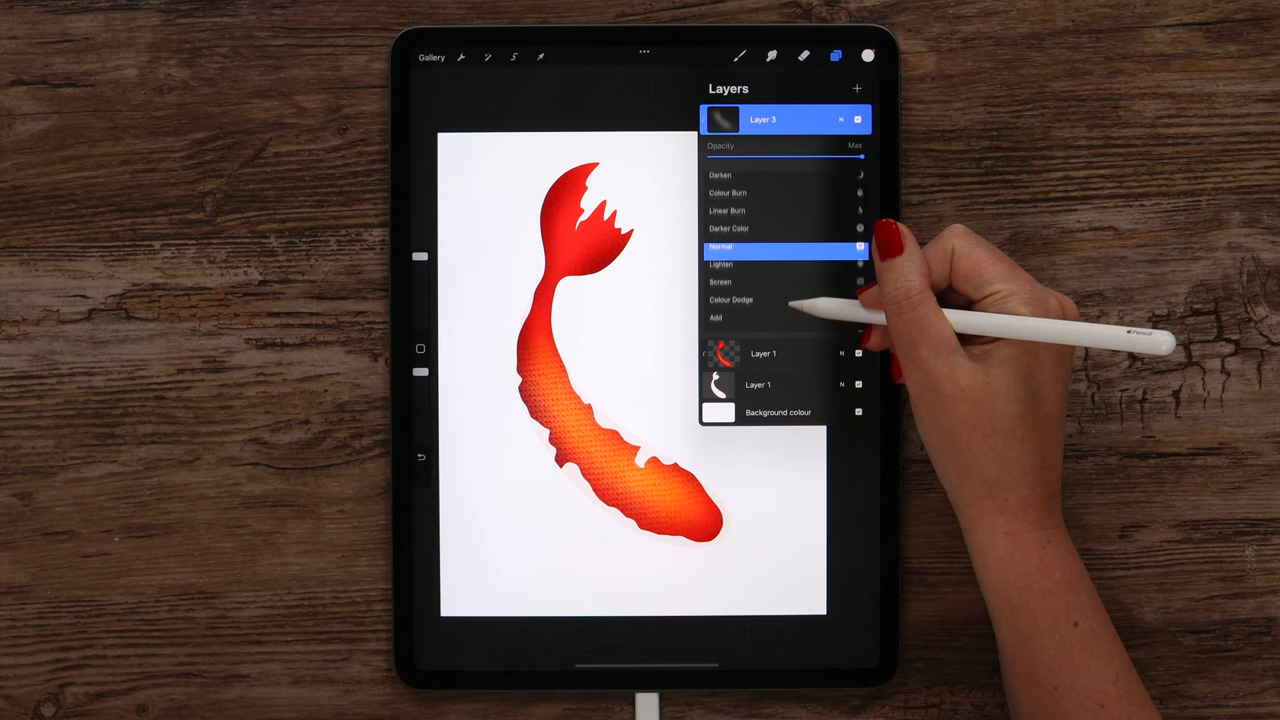 Gallery
Layers
Layer 3 N
Opacity Max
Darken
Colour Burn
Linear Burn
Darker Color
Normal
Lighten
Screen
Colour Dodge
Add
Layer 1 N
Layer 1 N
Background colour
Pencil